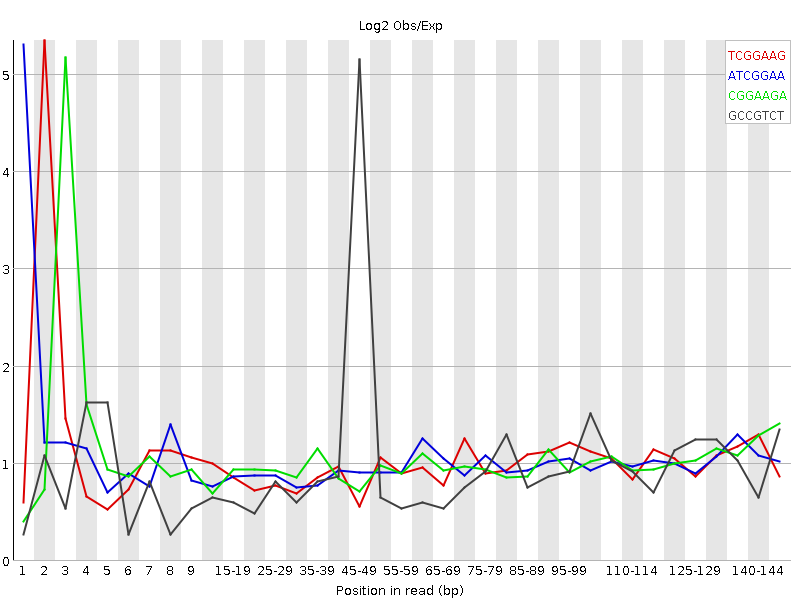 Log2 Obs/Exp
TCGGAAG
ATCGGAA
CGGAAGA
GCCGTCT
5
4
3
2
1
0
1 2 3 4 5 6 7 8 9 15-19 25-29 35-39 45-49 55-59 65-69 75-79 85-89 95-99 110-114 125-129 140-144
Position in read (bp)